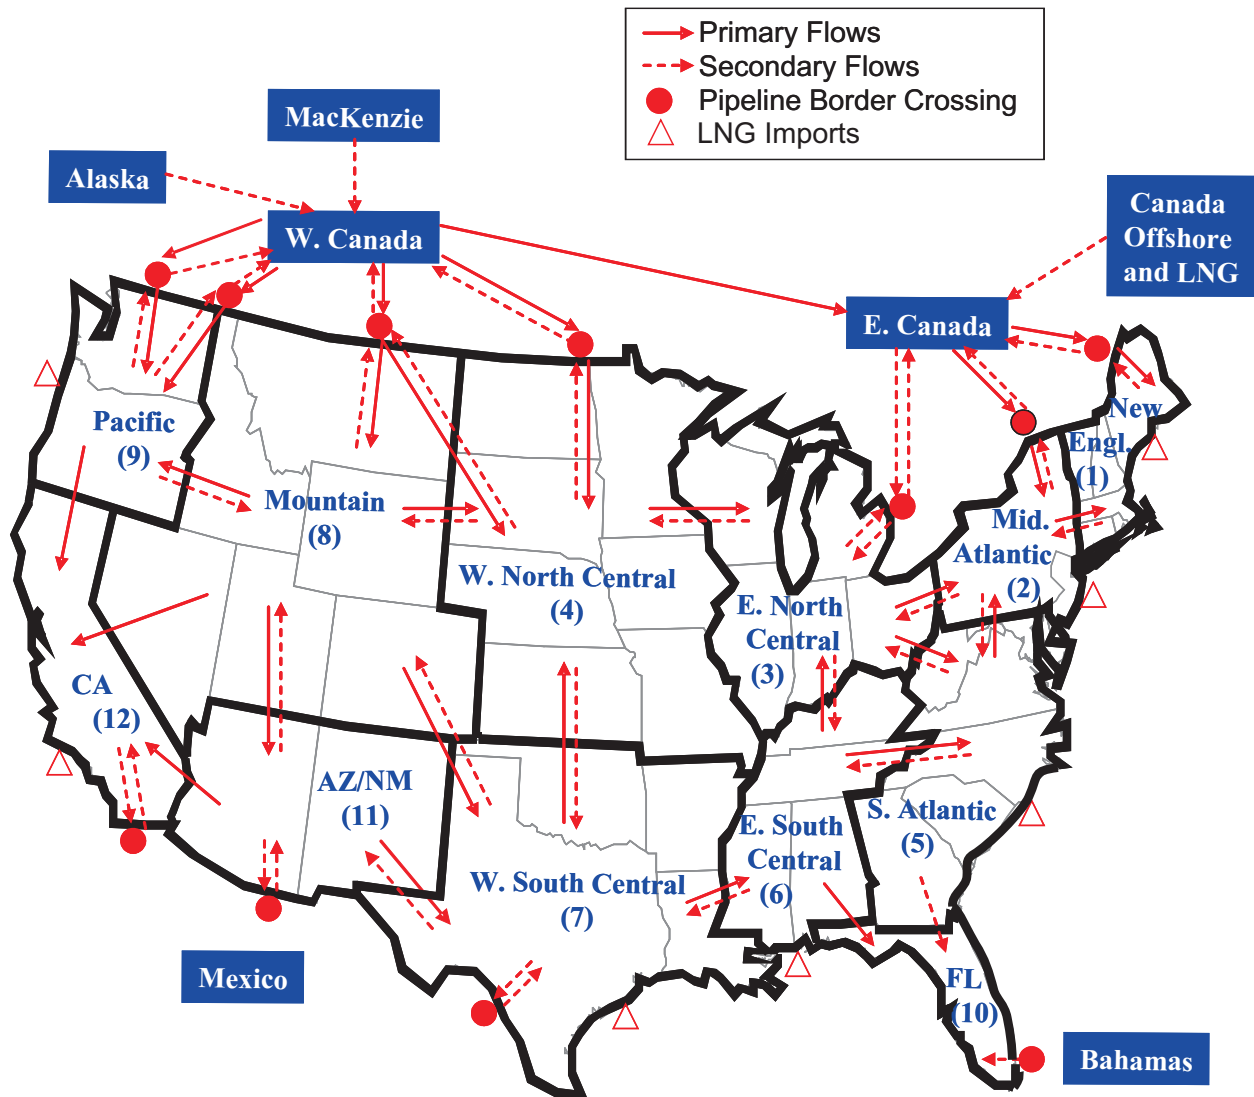 Primary Flows
Secondary Flows
Pipeline Border Crossing
LNG Imports
MacKenzie
Alaska
W. Canada
Canada
Offshore
and LNG
E. Canada
Pacific
(9)
Mountain
(8)
W. North Central
(4)
E. North
Central
(3)
Mid.
Atlantic
(2)
New
Engl.
(1)
CA
(12)
AZ/NM
(11)
W. South Central
(7)
E. South
Central
(6)
S. Atlantic
(5)
FL
(10)
Mexico
Bahamas